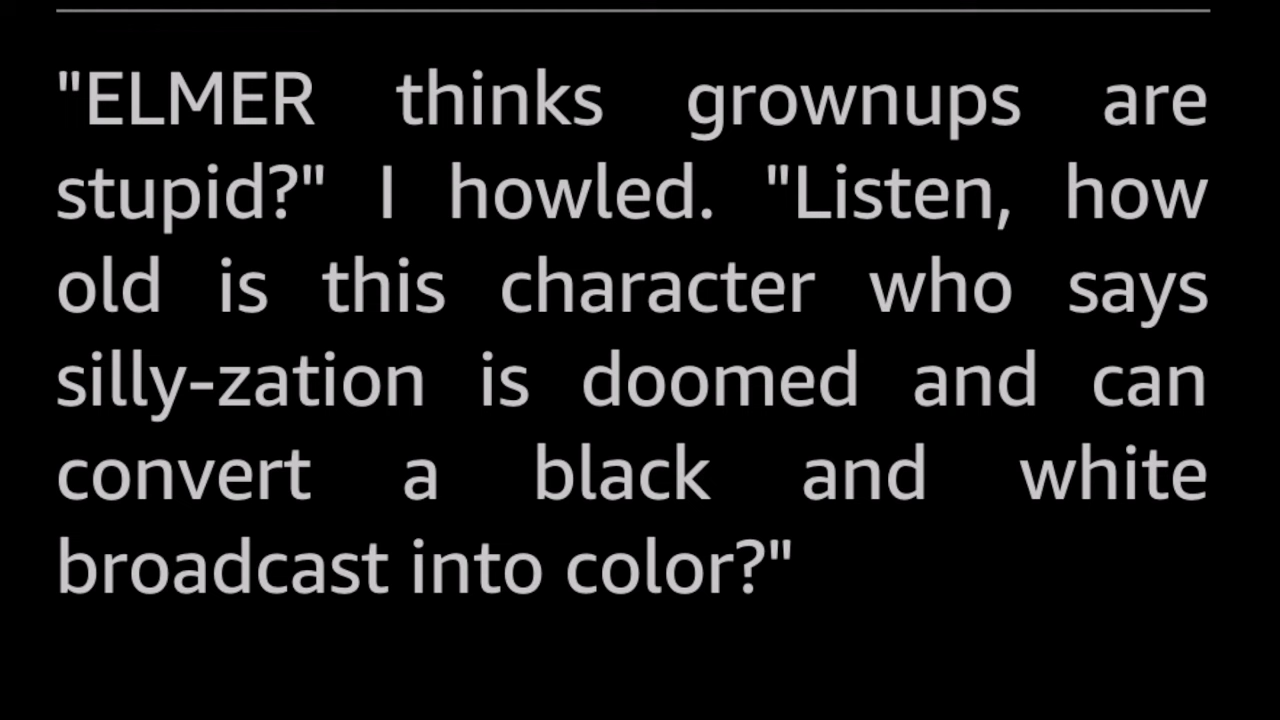 "ELMER thinks grownups are
stupid?" I howled. "Listen, how
old is this character who says
silly-zation is doomed and can
convert a black and white
broadcast into color?"